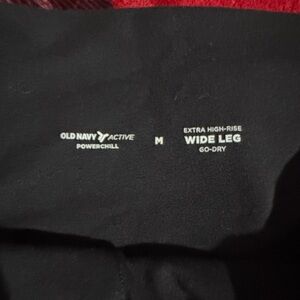 OLD NAVY ACTIVE
POWERCHILL
M
EXTRA HIGH-RISE
WIDE LEG
GO-DRY